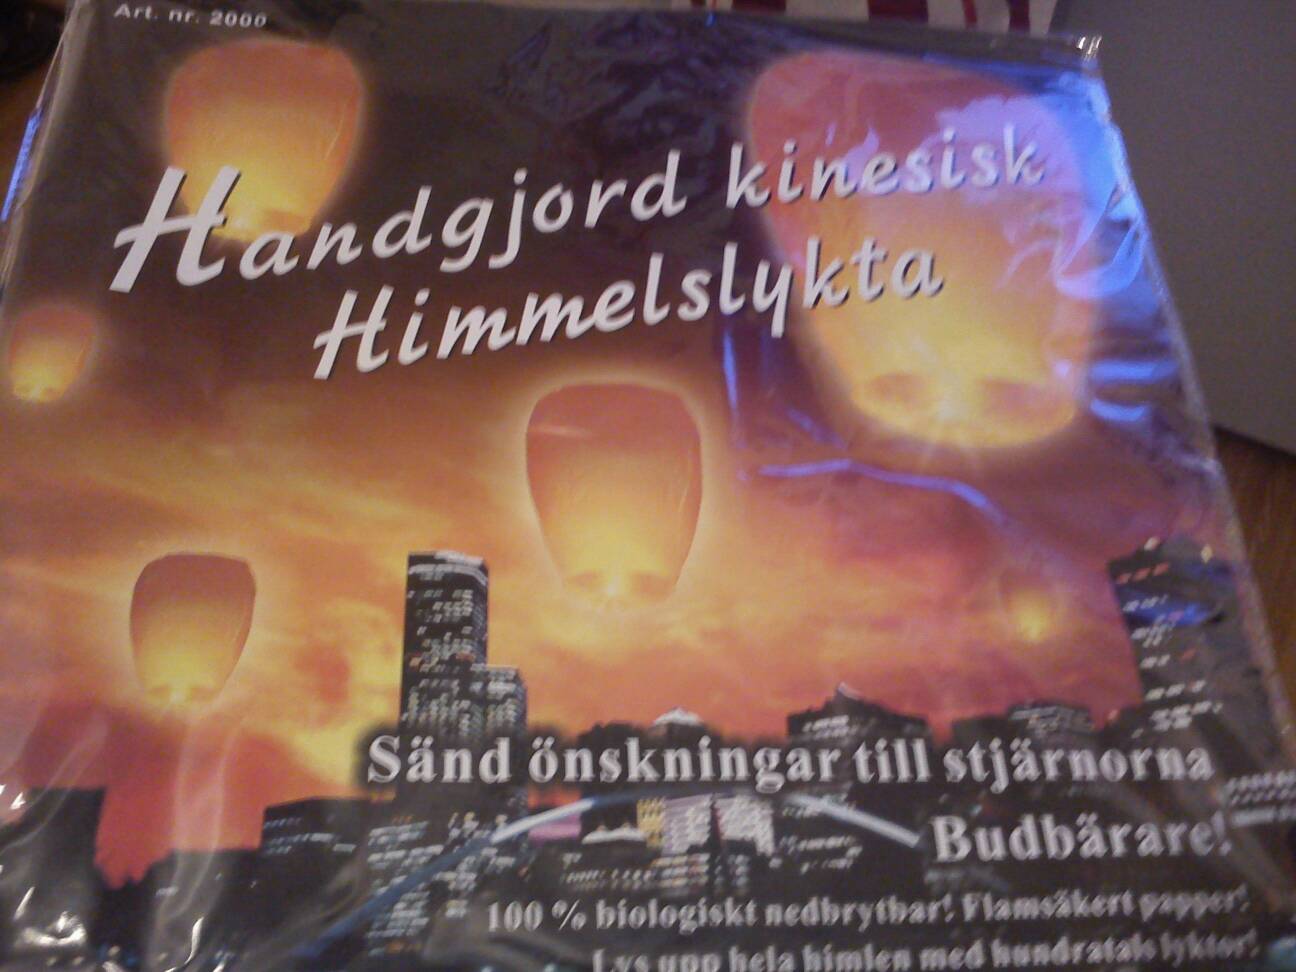 Art. nr. 2000
Handgjord kinesisk
Himmelslykta
Sänd önskningar till stjärnorna
Budbärare!
100 % biologiskt nedbrytbar! Flamsäkert papper!
Lys upp hela himlen med hundratals lyktor!